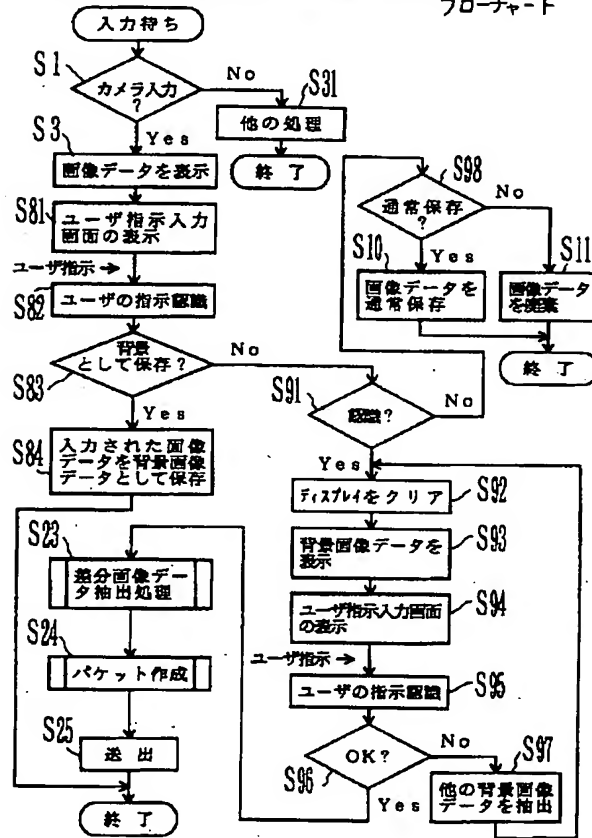 フローチャート
入力待ち
S1
カメラ入力
?
No
S31
他の処理
終了
Yes
S3
画像データを表示
S81
ユーザ指示入力
画面の表示
ユーザ指示→
S82
ユーザの指示認識
S83
背景
として保存?
No
Yes
S84
入力された画像
データを背景画像
データとして保存
S23
差分画像デー
タ抽出処理
S24
パケット作成
S25
送出
終了
S98
通常保存
?
No
Yes
S10
画像データを
通常保存
S11
画像データ
を廃棄
終了
S91
認識?
No
Yes
S92
ディスプレイをクリア
S93
背景画像データを
表示
S94
ユーザ指示入力画面
の表示
ユーザ指示→
S95
ユーザの指示認識
S96
OK?
No
Yes
S97
他の背景画像
データを抽出